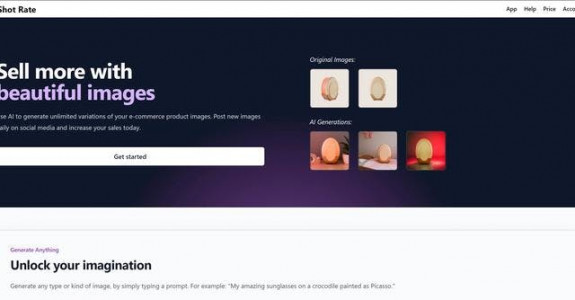 Shot Rate
App Help Price
Sell more with
beautiful images
Use AI to generate unlimited variations of your e-commerce product images. Post new images
on social media and increase your sales today.
Get started
Original Images:
AI Generations:
Generate Anything
Unlock your imagination
Generate any type or kind of image, by simply typing a prompt. For example: "My amazing sunglasses on a crocodile painted as Picasso."